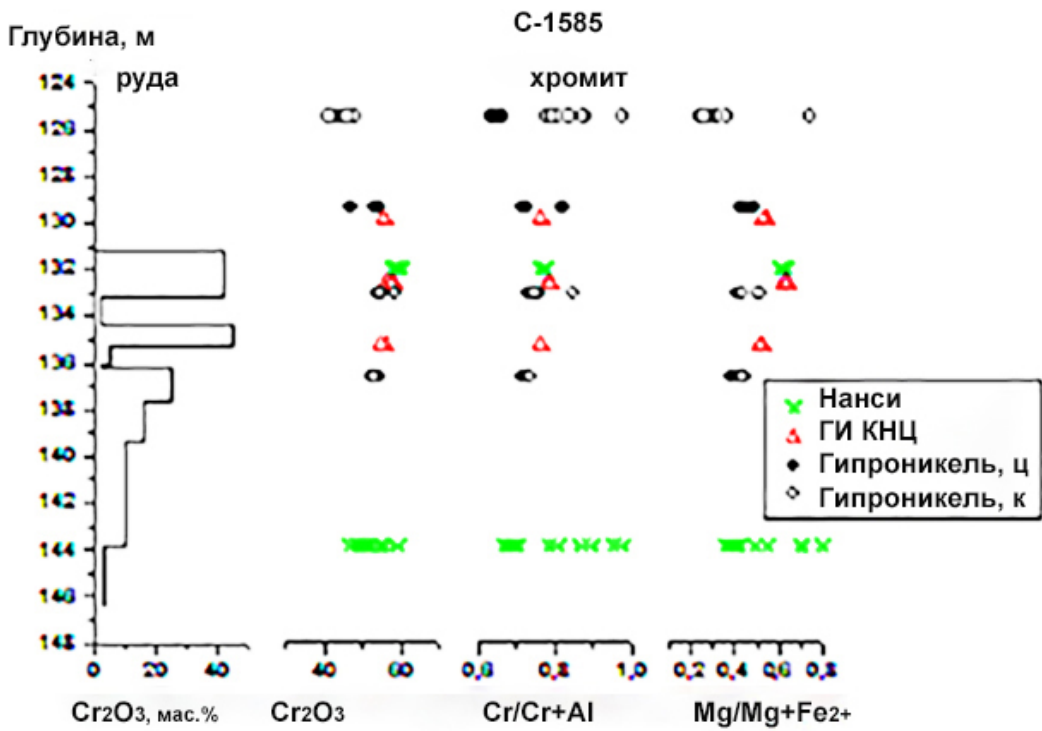 С-1585
Глубина, м
руда
хромит
124
126
128
130
132
134
136
138
140
142
144
146
148
Нанси
ГИ КНЦ
Гипроникель, ц
Гипроникель, к
0 20 40
40 60
0,6 0,8 1,0
0,2 0,4 0,6 0,8
Cr2O3, мас.%
Cr2O3
Cr/Cr+Al
Mg/Mg+Fe2+